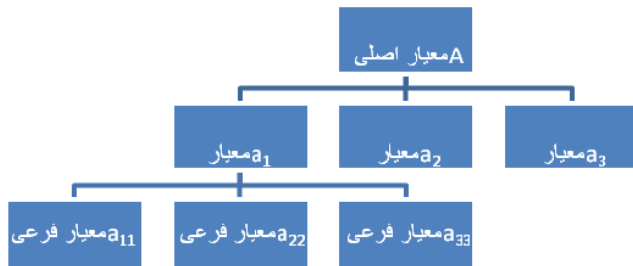 معیار اصلی A
معیار a₁
معیار a₂
معیار a₃
معیار فرعی a₁₁
معیار فرعی a₂₂
معیار فرعی a₃₃